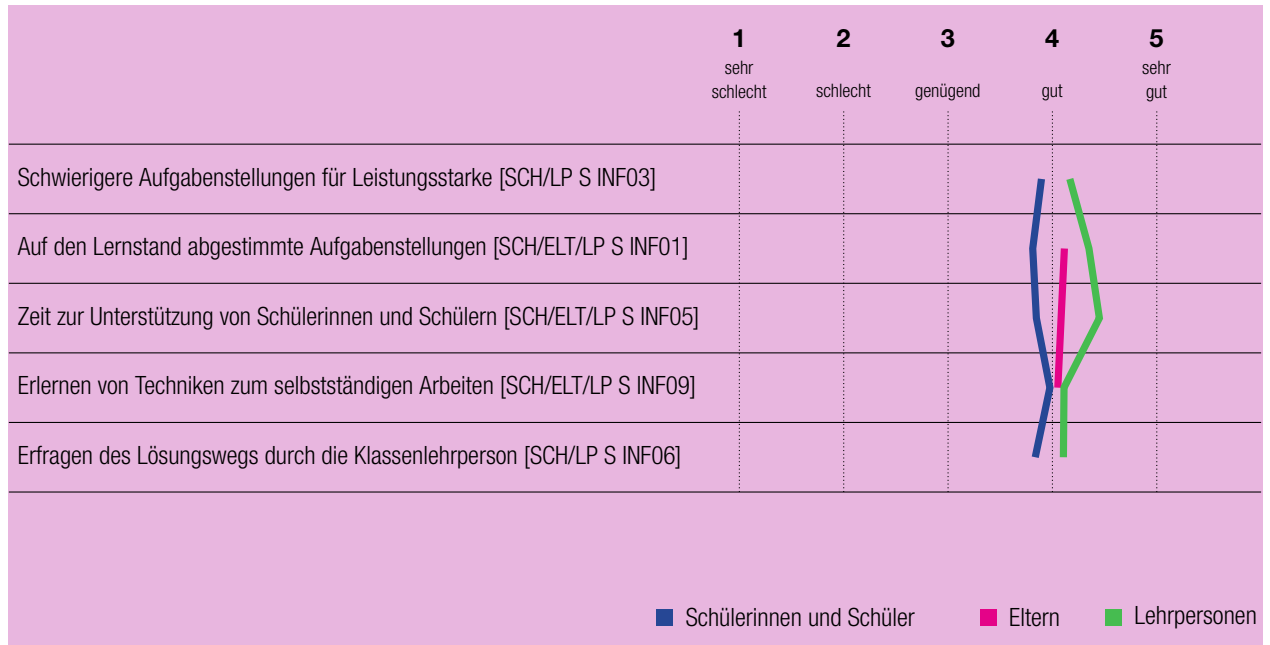 1 2 3 4 5
sehr sehr
schlecht schlecht genügend gut gut
Schwierigere Aufgabenstellungen für Leistungsstarke [SCH/LP S INF03]
Auf den Lernstand abgestimmte Aufgabenstellungen [SCH/ELT/LP S INF01]
Zeit zur Unterstützung von Schülerinnen und Schülern [SCH/ELT/LP S INF05]
Erlernen von Techniken zum selbstständigen Arbeiten [SCH/ELT/LP S INF09]
Erfragen des Lösungswegs durch die Klassenlehrperson [SCH/LP S INF06]
Schülerinnen und Schüler Eltern Lehrpersonen